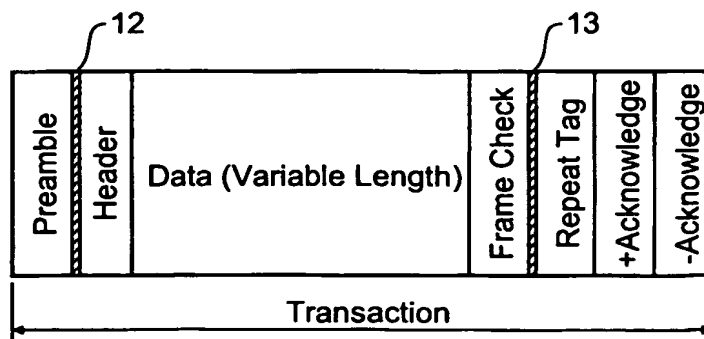 12
13
Preamble
Header
Data (Variable Length)
Frame Check
Repeat Tag
+Acknowledge
-Acknowledge
Transaction